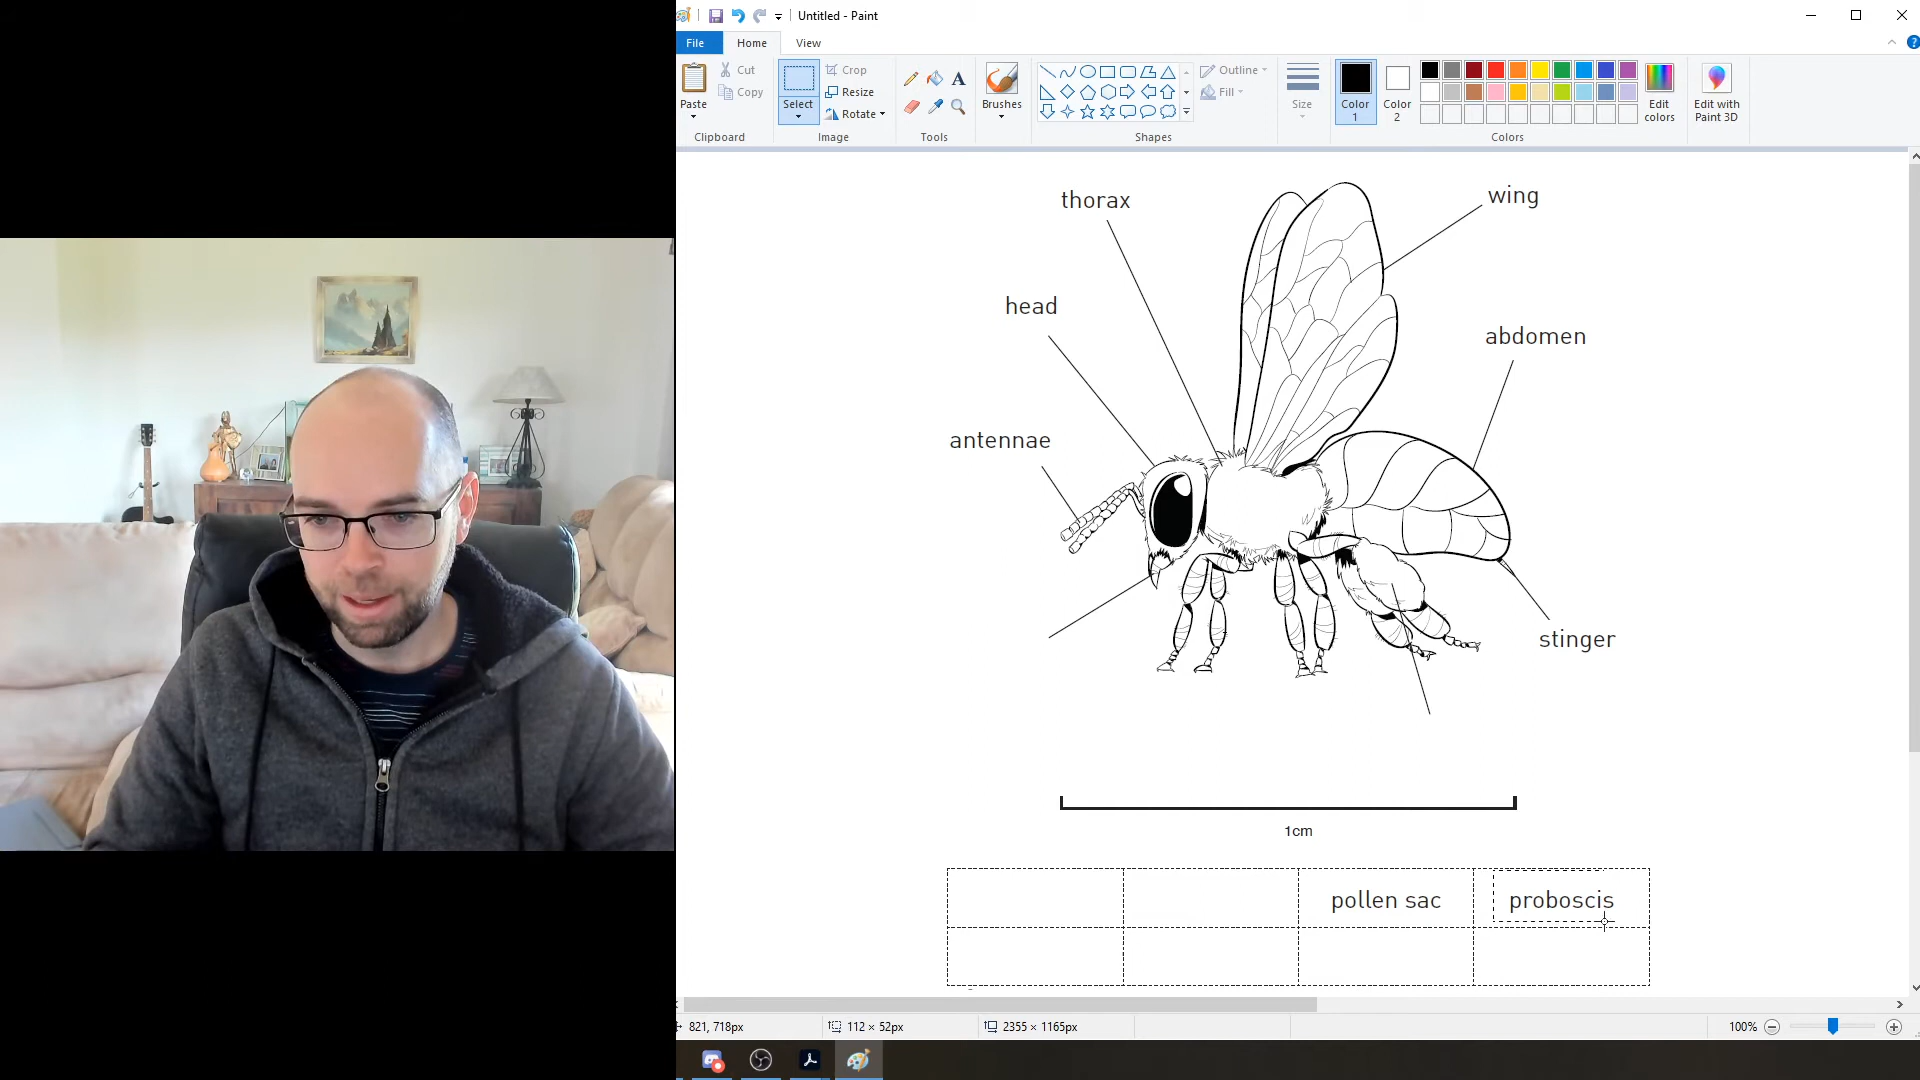 Untitled - Paint
File Home View
Paste
Cut
Copy
Clipboard
Select
Crop
Resize
Rotate
Image
A
Tools
Brushes
Shapes
Outline
Fill
Size
Color 1
Color 2
Colors
Edit colors
Edit with Paint 3D
?
thorax
wing
head
abdomen
antennae
stinger
1cm
pollen sac proboscis
821, 718px 112 × 52px 2355 × 1165px 100%